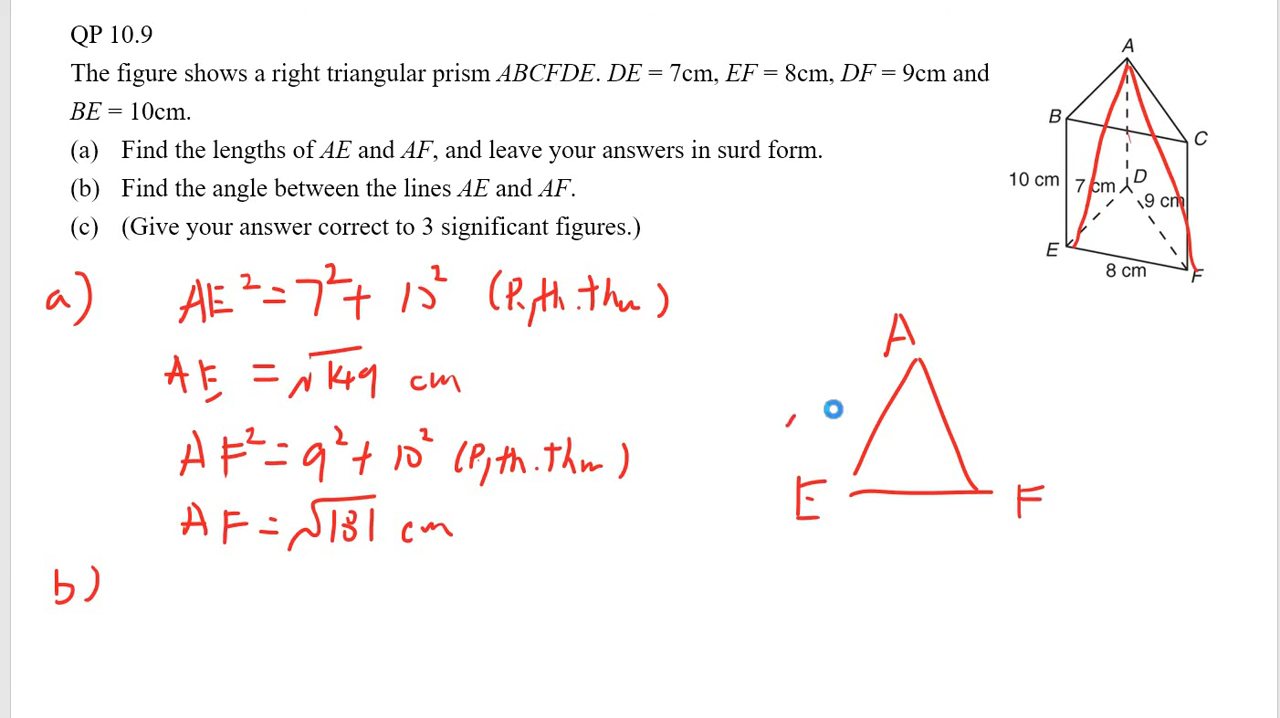 QP 10.9
The figure shows a right triangular prism ABCFDE. DE = 7cm, EF = 8cm, DF = 9cm and
BE = 10cm.
(a) Find the lengths of AE and AF, and leave your answers in surd form.
(b) Find the angle between the lines AE and AF.
(c) (Give your answer correct to 3 significant figures.)
A
B
C
10 cm
7 cm
D
9 cm
E
8 cm
F
a) AE² = 7² + 10² (Pyth. thm)
AE = √149 cm
AF² = 9² + 10² (Pyth. thm)
AF = √181 cm
b)
A
E
F